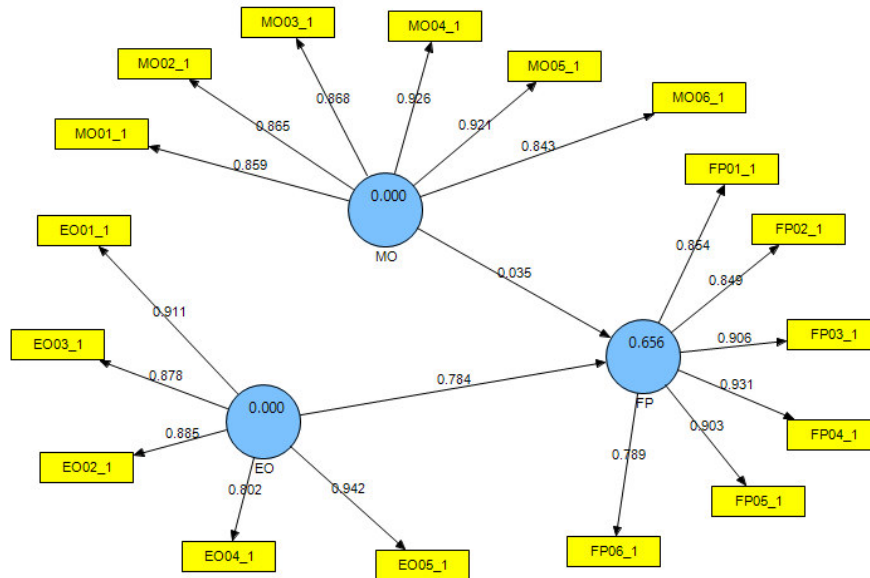 MO03_1
MO04_1
MO02_1
MO05_1
MO06_1
MO01_1
0.868
0.926
0.865
0.921
0.843
0.859
0.000
MO
FP01_1
EO01_1
FP02_1
0.854
0.849
0.035
0.911
EO03_1
0.878
0.656
FP
0.906
FP03_1
0.931
0.784
0.000
EO
0.885
EO02_1
FP04_1
0.903
0.789
0.802
0.942
FP05_1
EO04_1
EO05_1
FP06_1